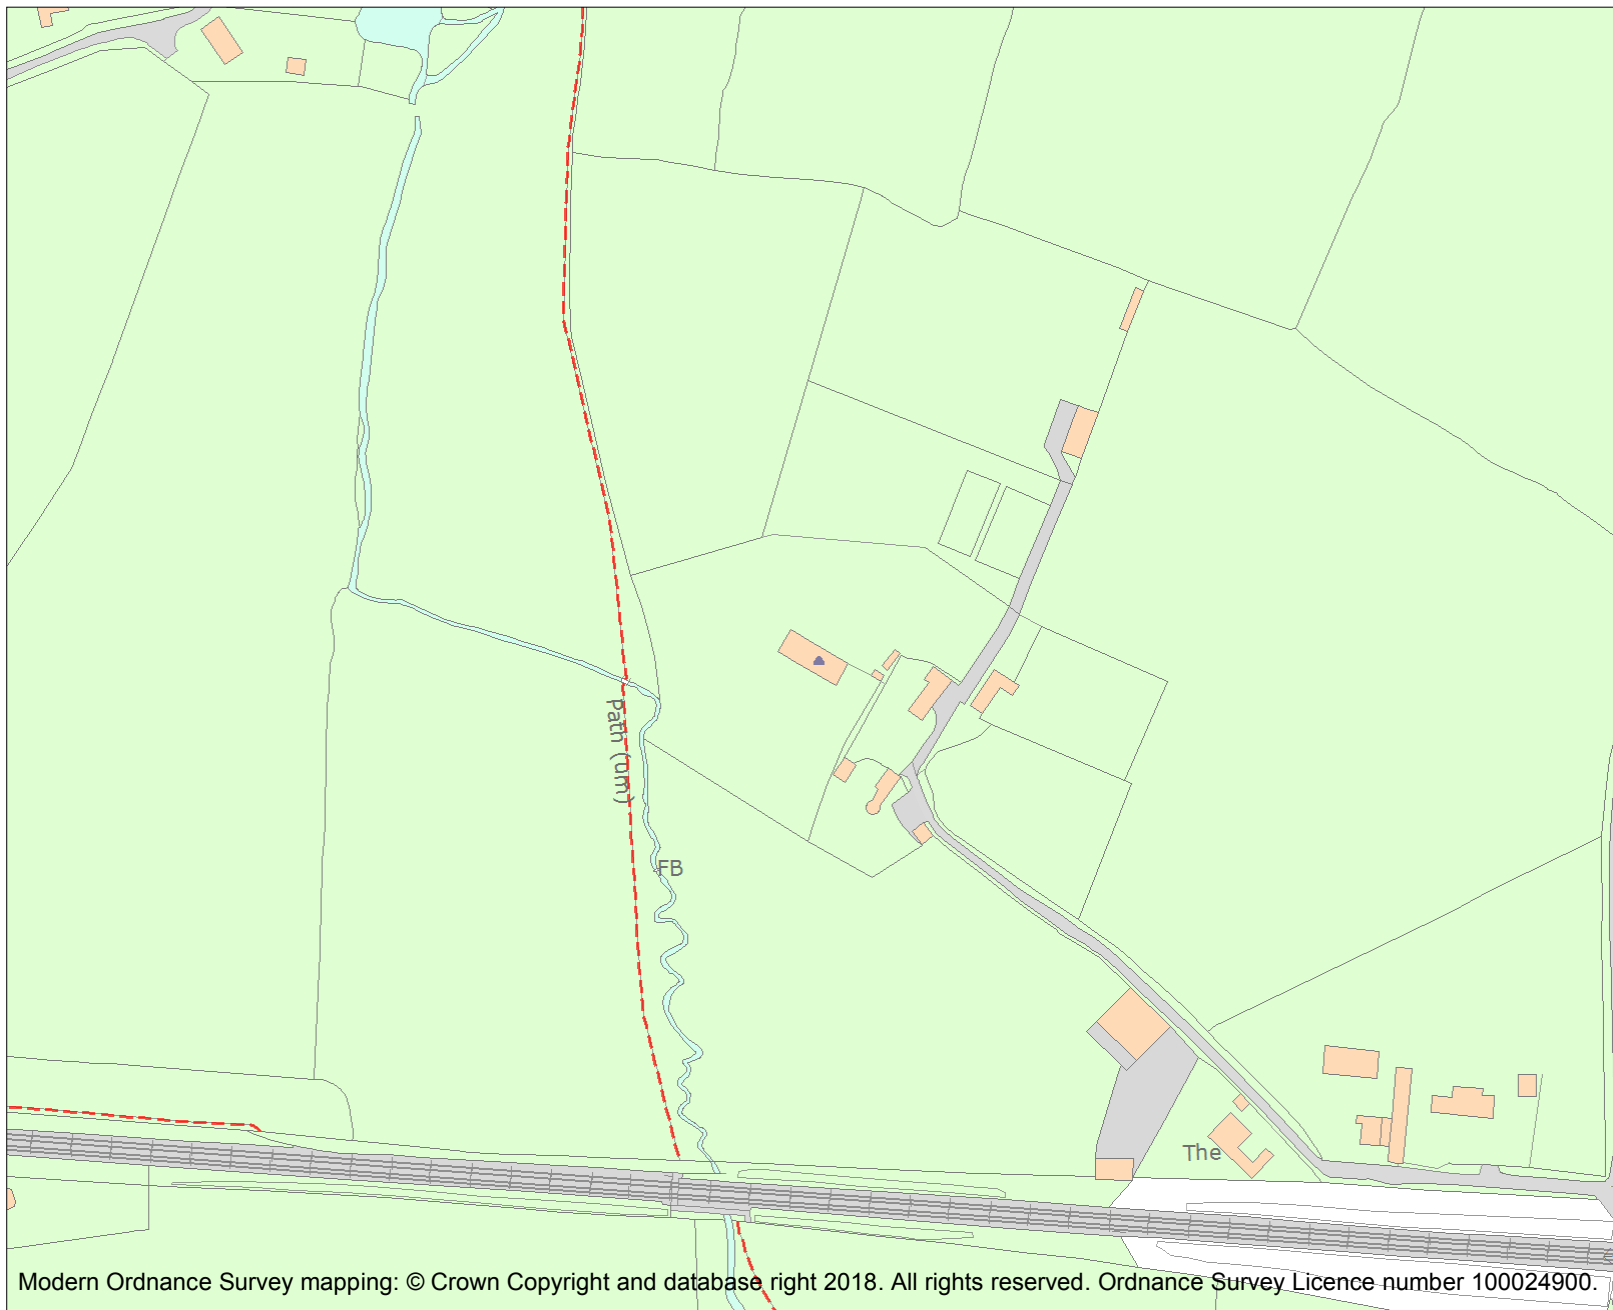 Path (um)
FB
The
Modern Ordnance Survey mapping: © Crown Copyright and database right 2018. All rights reserved. Ordnance Survey Licence number 100024900.